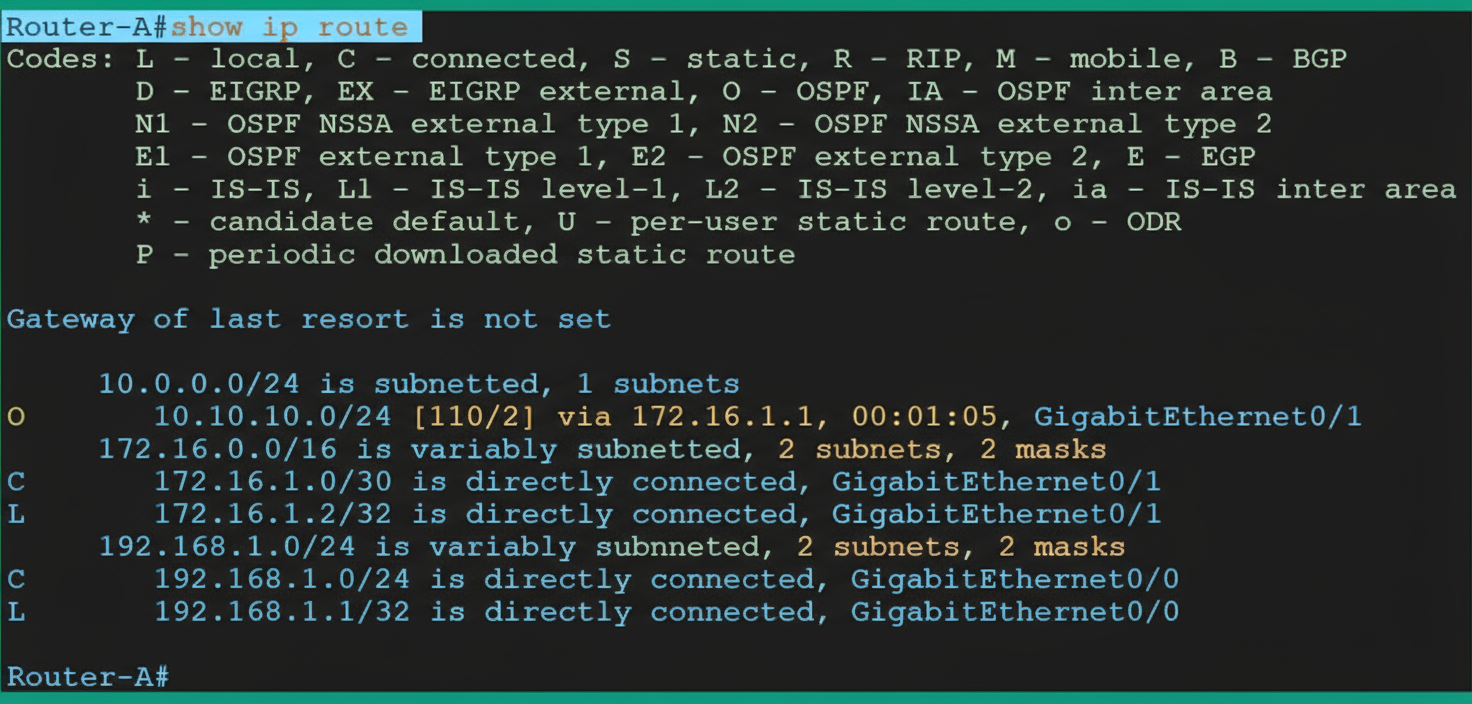 Router-A#show ip route
Codes: L - local, C - connected, S - static, R - RIP, M - mobile, B - BGP
D - EIGRP, EX - EIGRP external, O - OSPF, IA - OSPF inter area
N1 - OSPF NSSA external type 1, N2 - OSPF NSSA external type 2
E1 - OSPF external type 1, E2 - OSPF external type 2, E - EGP
i - IS-IS, L1 - IS-IS level-1, L2 - IS-IS level-2, ia - IS-IS inter area
* - candidate default, U - per-user static route, o - ODR
P - periodic downloaded static route
Gateway of last resort is not set
10.0.0.0/24 is subnetted, 1 subnets
O 10.10.10.0/24 [110/2] via 172.16.1.1, 00:01:05, GigabitEthernet0/1
172.16.0.0/16 is variably subnetted, 2 subnets, 2 masks
C 172.16.1.0/30 is directly connected, GigabitEthernet0/1
L 172.16.1.2/32 is directly connected, GigabitEthernet0/1
192.168.1.0/24 is variably subnneted, 2 subnets, 2 masks
C 192.168.1.0/24 is directly connected, GigabitEthernet0/0
L 192.168.1.1/32 is directly connected, GigabitEthernet0/0
Router-A#